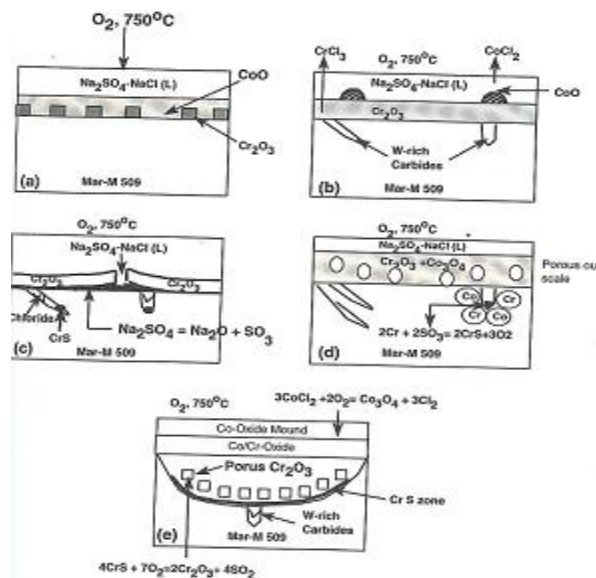 O₂, 750°C
Na₂SO₄-NaCl (L)
CoO
Cr₂O₃
(a)
Mar-M 509
CrCl₃
O₂, 750°C
CoCl₂
Na₂SO₄-NaCl (L)
CoO
Cr₂O₃
W-rich
Carbides
(b)
Mar-M 509
O₂, 750°C
Na₂SO₄-NaCl (L)
Cr₂O₃
Cr₂O₃
Chloride
CrS
Na₂SO₄ = Na₂O + SO₃
(c)
Mar-M 509
O₂, 750°C
Na₂SO₄-NaCl (L)
Cr₂O₃ +Co₃O₄
Porous ou
scale
Co
Cr
Cr
Co
2Cr + 2SO₃= 2CrS+3O2
(d)
Mar-M 509
O₂, 750°C
3CoCl₂ +2O₂= Co₃O₄ + 3Cl₂
Co-Oxide Mound
Co/Cr-Oxide
Porus Cr₂O₃
Cr S zone
W-rich
Carbides
(e)
Mar-M 509
4CrS + 7O₂=2Cr₂O₃+ 4SO₂